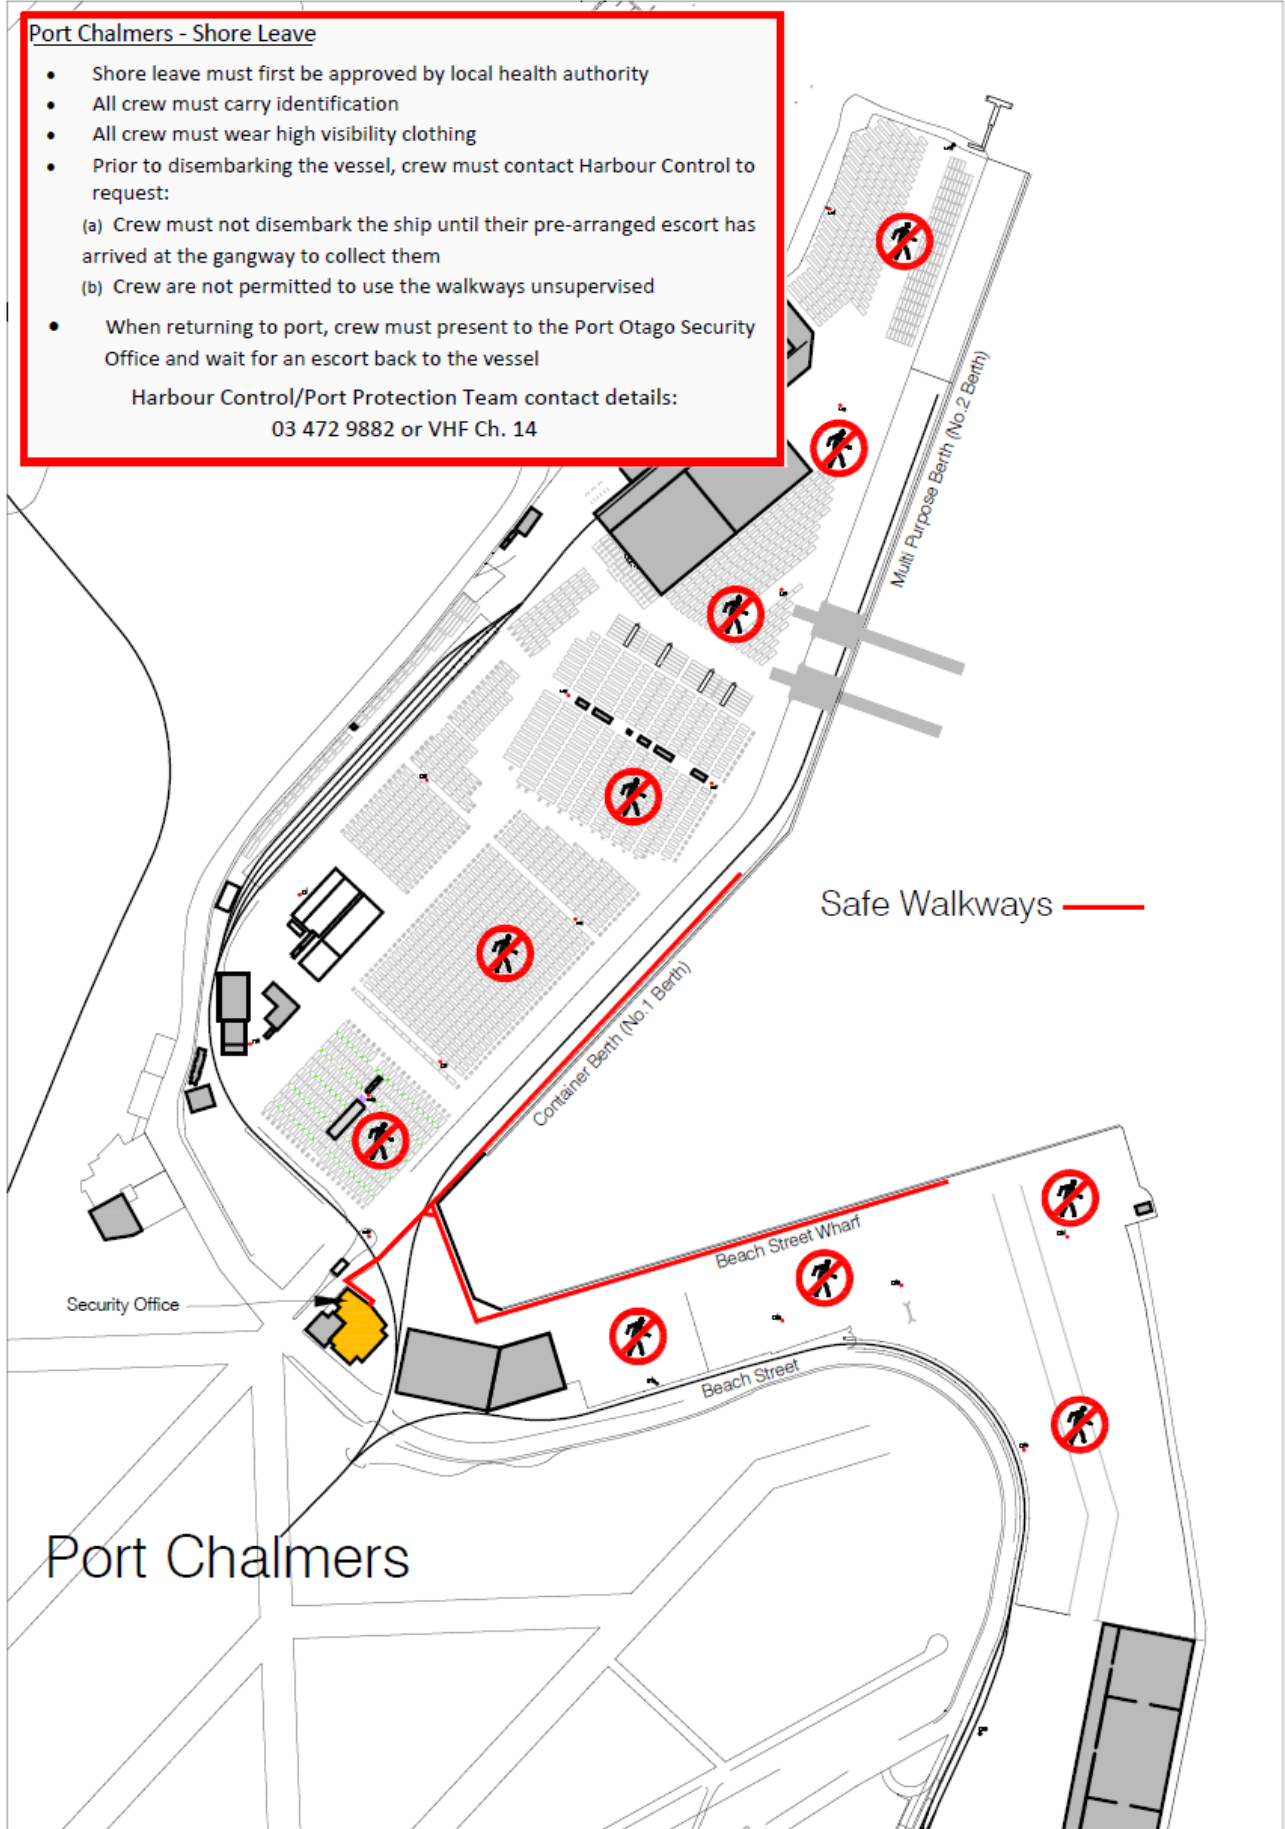 Port Chalmers - Shore Leave
• Shore leave must first be approved by local health authority
• All crew must carry identification
• All crew must wear high visibility clothing
• Prior to disembarking the vessel, crew must contact Harbour Control to
request:
(a) Crew must not disembark the ship until their pre-arranged escort has
arrived at the gangway to collect them
(b) Crew are not permitted to use the walkways unsupervised
• When returning to port, crew must present to the Port Otago Security
Office and wait for an escort back to the vessel
Harbour Control/Port Protection Team contact details:
03 472 9882 or VHF Ch. 14
Multi Purpose Berth (No.2 Berth)
Safe Walkways
Container Berth (No.1 Berth)
Beach Street Wharf
Security Office
Beach Street
Port Chalmers